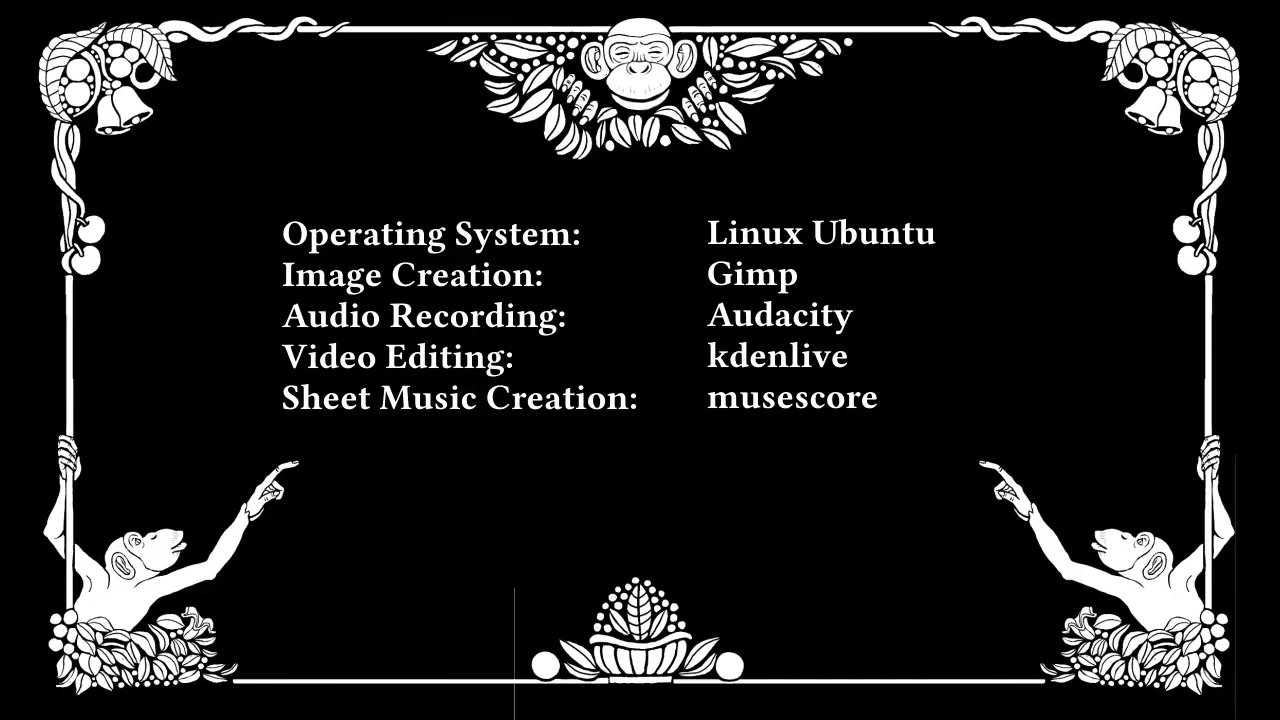 Operating System: Linux Ubuntu
Image Creation: Gimp
Audio Recording: Audacity
Video Editing: kdenlive
Sheet Music Creation: musescore